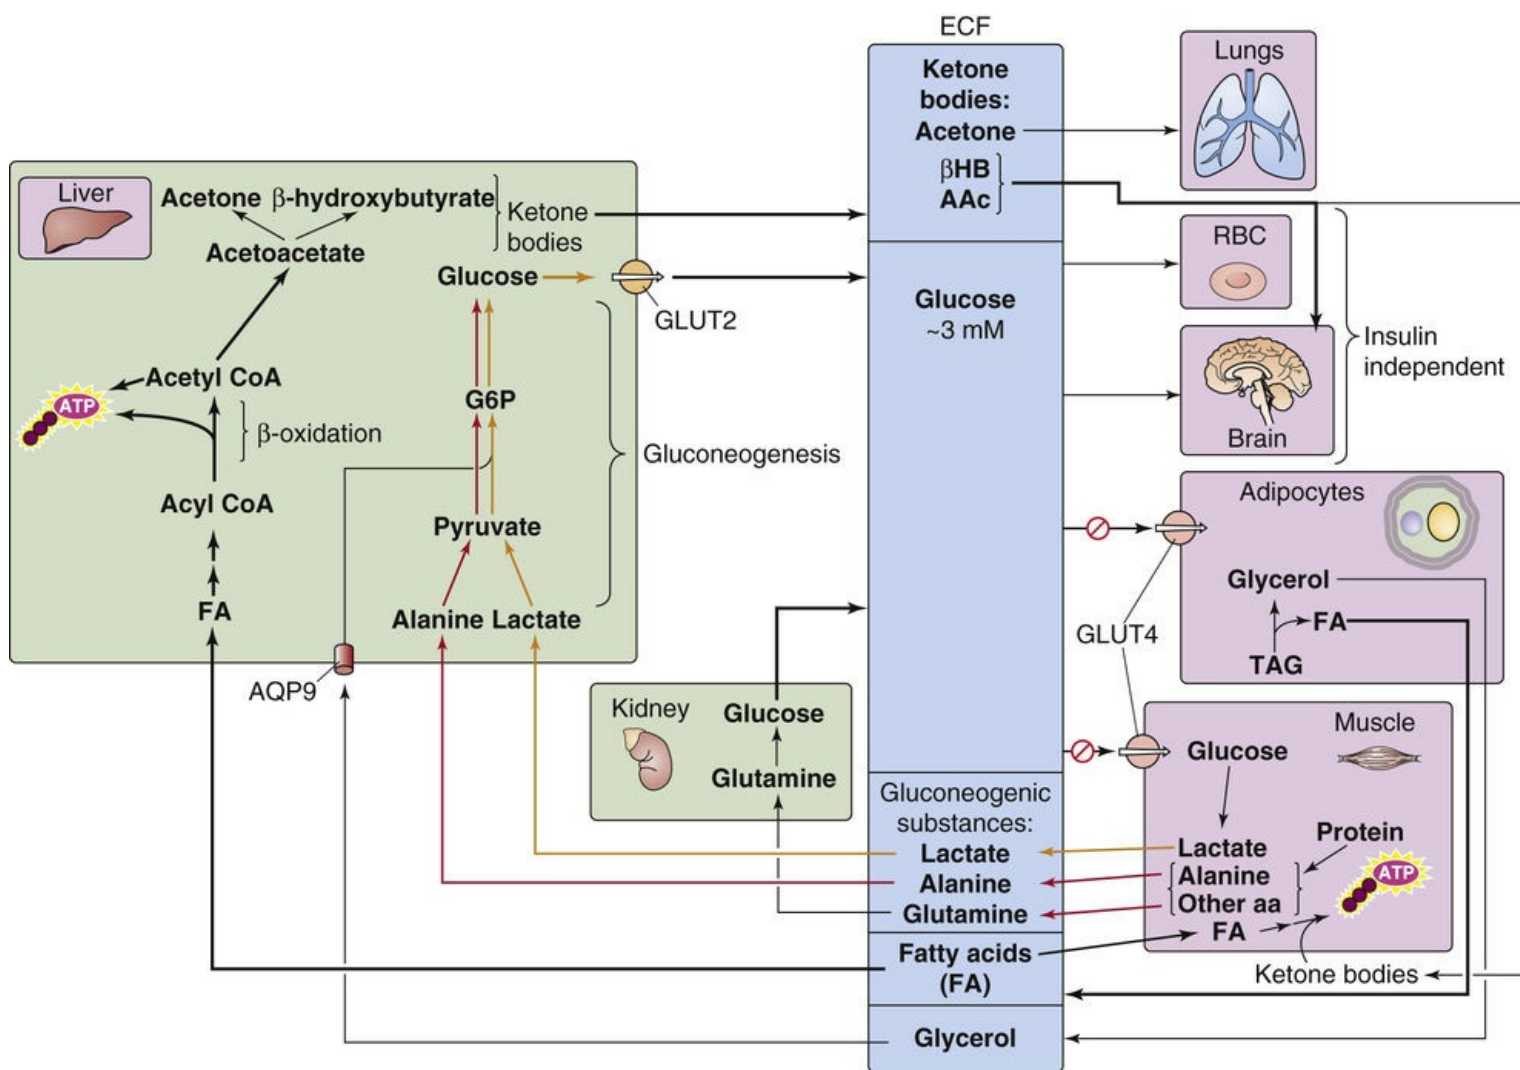 ECF
Ketone
bodies:
Acetone
βHB
AAc
Lungs
Liver
Acetone β-hydroxybutyrate
Ketone
bodies
Acetoacetate
Glucose
GLUT2
Acetyl CoA
ATP
β-oxidation
G6P
Gluconeogenesis
Acyl CoA
Pyruvate
FA
Alanine Lactate
AQP9
Kidney
Glucose
Glutamine
Glucose
~3 mM
RBC
Brain
Insulin
independent
Adipocytes
Glycerol
FA
TAG
GLUT4
Muscle
Glucose
Protein
Lactate
Alanine
Other aa
ATP
FA
Ketone bodies
Gluconeogenic
substances:
Lactate
Alanine
Glutamine
Fatty acids
(FA)
Glycerol